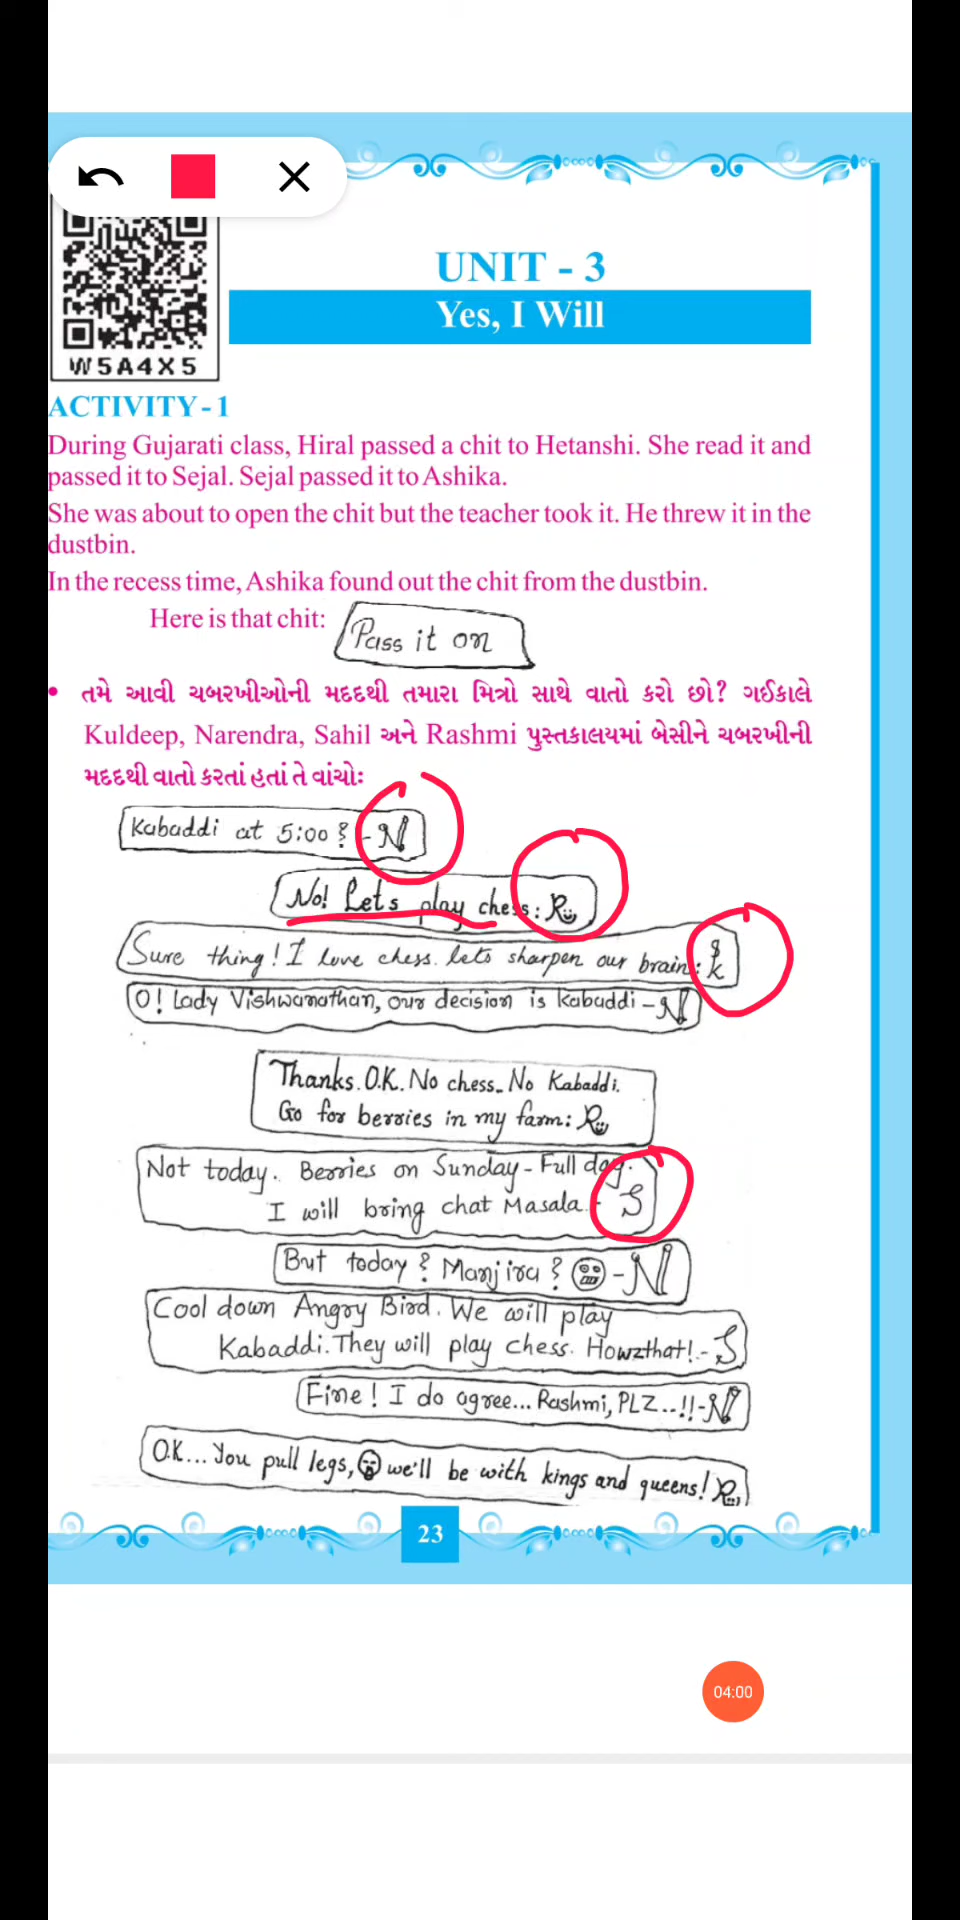 W5A4X5
UNIT - 3
Yes, I Will
ACTIVITY - 1
During Gujarati class, Hiral passed a chit to Hetanshi. She read it and
passed it to Sejal. Sejal passed it to Ashika.
She was about to open the chit but the teacher took it. He threw it in the
dustbin.
In the recess time, Ashika found out the chit from the dustbin.
Here is that chit: Pass it on
• તમે આવી ચબરખીઓની મદદથી તમારા મિત્રો સાથે વાતો કરો છો? ગઈકાલે
Kuldeep, Narendra, Sahil અને Rashmi પુસ્તકાલયમાં બેસીને ચબરખીની
મદદથી વાતો કરતાં હતાં તે વાંચો:
Kabaddi at 5:00 ? - N
No! Let's play chess : R
Sure thing! I love chess. lets sharpen our brain : k
O! Lady Vishwanathan, our decision is kabaddi - N
Thanks. O.K. No chess.. No Kabaddi.
Go for berries in my farm: R
Not today. Berries on Sunday - Full day.
I will bring chat Masala. - S
But today ? Manjira ? - N
Cool down Angry Bird. We will play
Kabaddi. They will play chess. Howzthat!. - S
Fine ! I do agree... Rashmi, PLZ...!! - N
O.K... You pull legs, we'll be with kings and queens! R
23
04:00